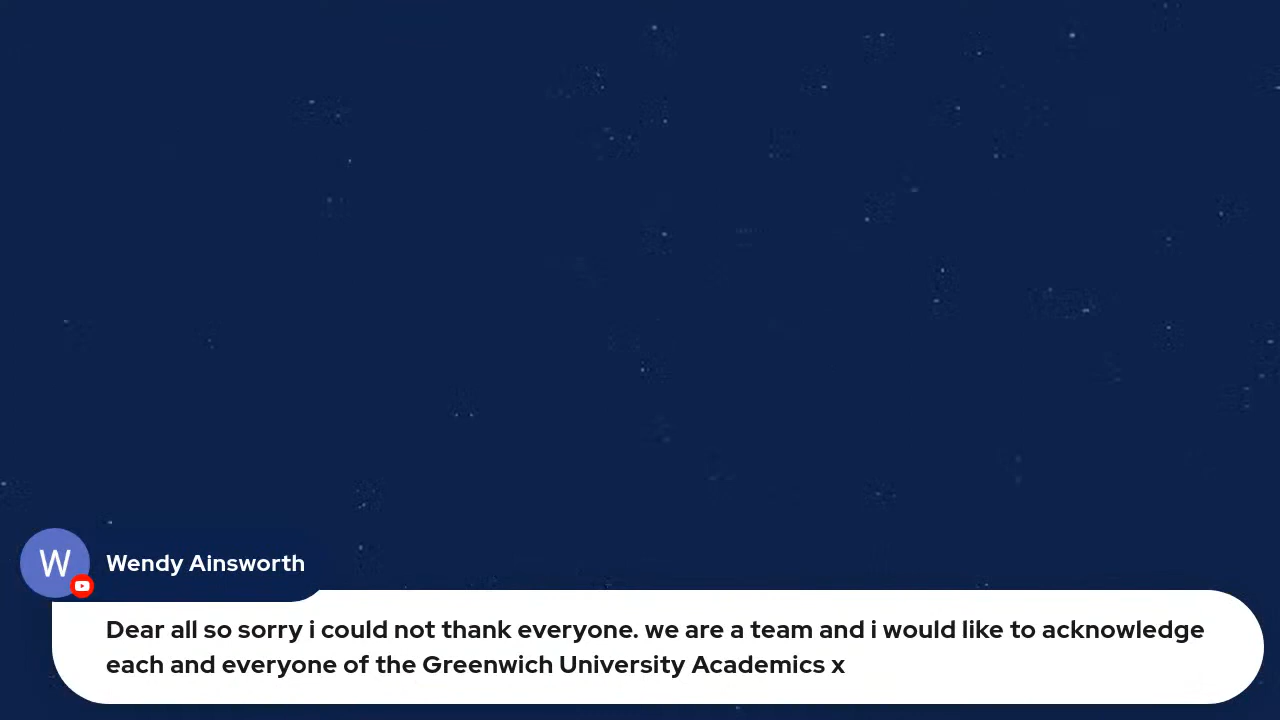 W
Wendy Ainsworth
Dear all so sorry i could not thank everyone. we are a team and i would like to acknowledge
each and everyone of the Greenwich University Academics x